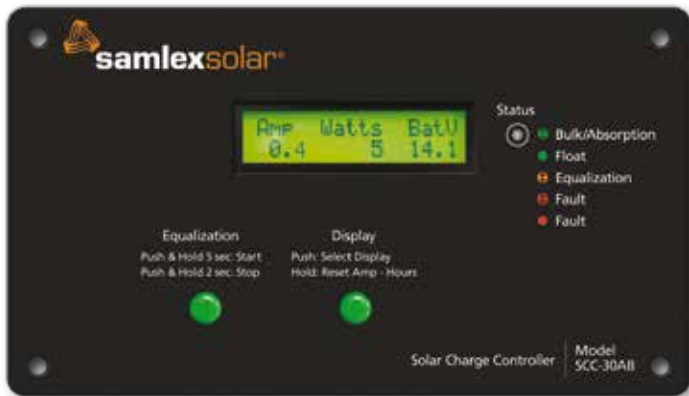 samlexsolar®
Amp Watts BatV
0.4 5 14.1
Status
Bulk/Absorption
Float
Equalization
Fault
Fault
Equalization
Push & Hold 5 sec. Start
Push & Hold 2 sec. Stop
Display
Push: Select Display
Hold: Reset Amp - Hours
Solar Charge Controller
Model
SCC-30AB